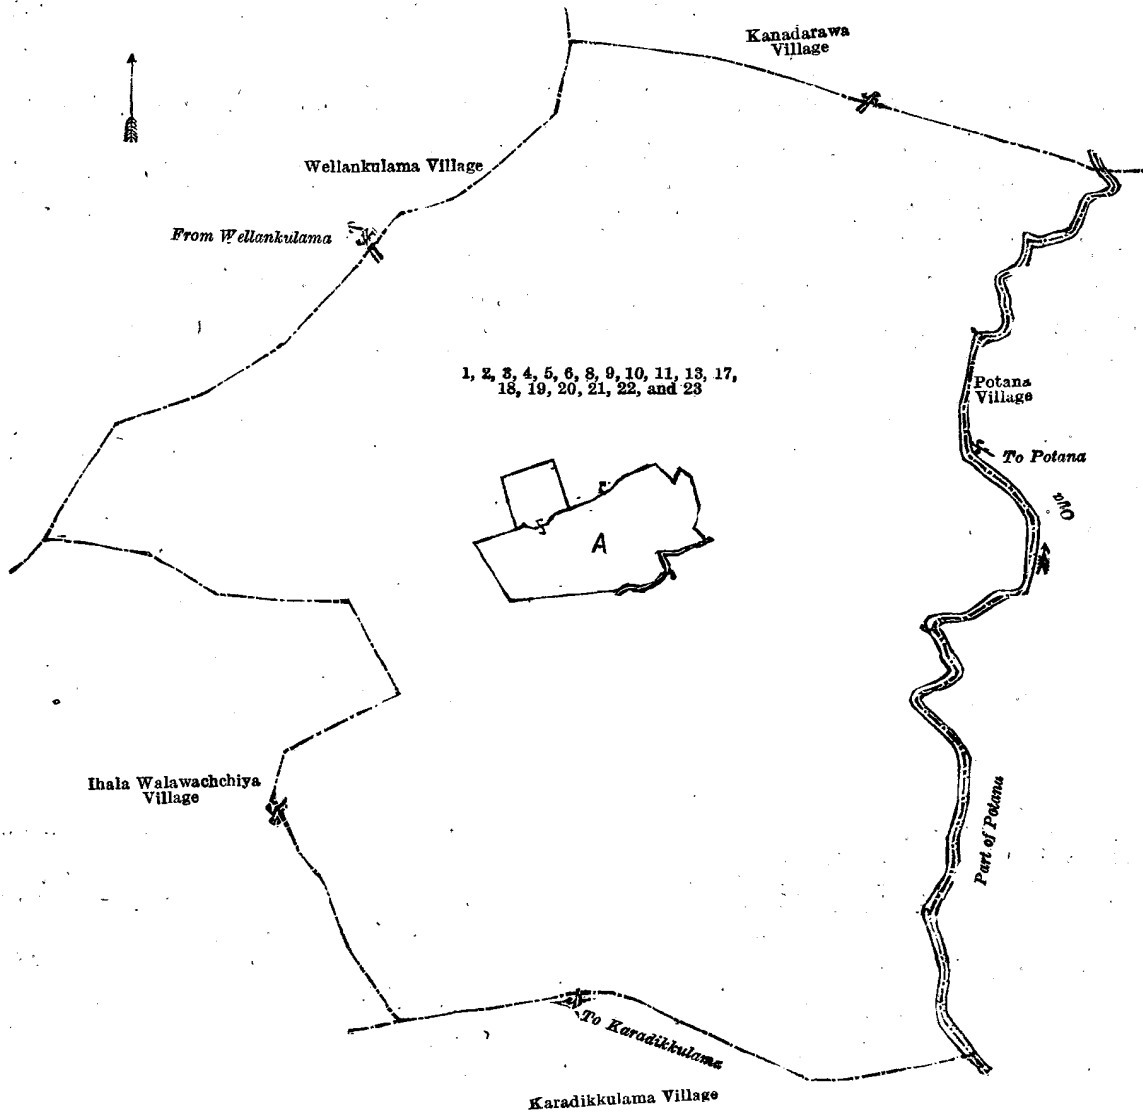 Kanadarawa
Village
Wellankulama Village
From Wellankulama
1, 2, 3, 4, 5, 6, 8, 9, 10, 11, 13, 17,
18, 19, 20, 21, 22, and 23
Potana
Village
To Potana
Oya
A
Ihala Walawachchiya
Village
Part of Potana
To Karadikkulama
Karadikkulama Village